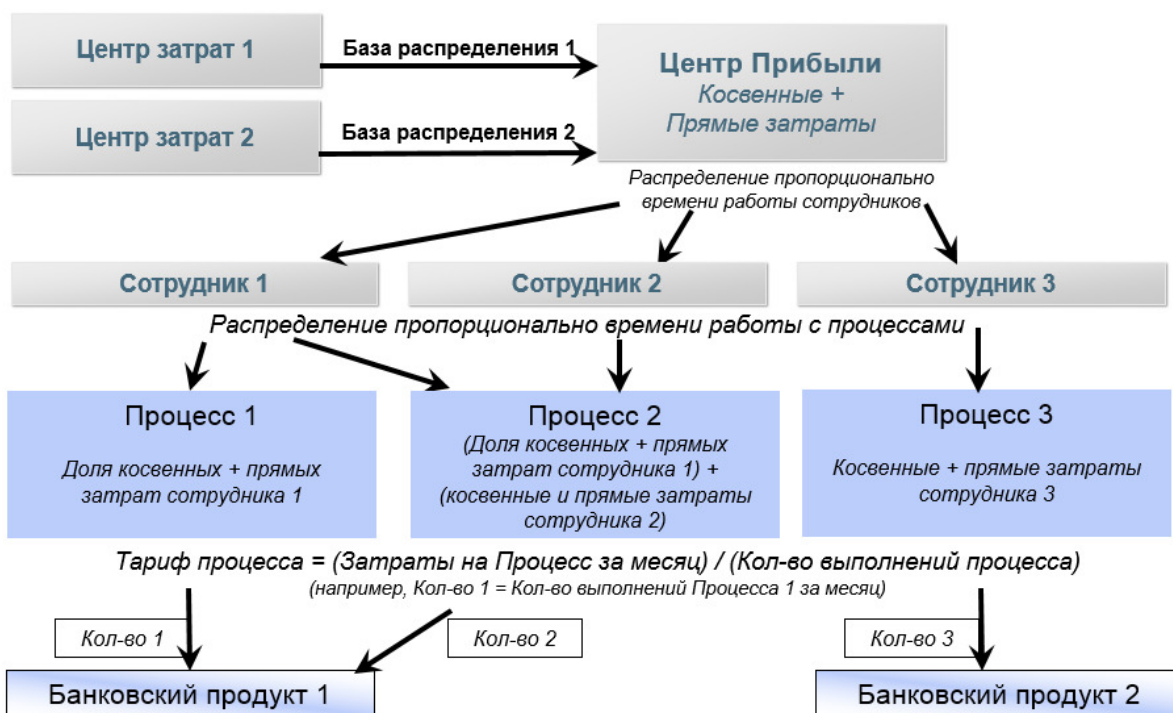 Центр затрат 1
База распределения 1
Центр Прибыли
Косвенные +
Прямые затраты
Центр затрат 2
База распределения 2
Распределение пропорционально
времени работы сотрудников
Сотрудник 1
Сотрудник 2
Сотрудник 3
Распределение пропорционально времени работы с процессами
Процесс 1
Доля косвенных + прямых
затрат сотрудника 1
Процесс 2
(Доля косвенных + прямых
затрат сотрудника 1) +
(косвенные и прямые затраты
сотрудника 2)
Процесс 3
Косвенные + прямые затраты
сотрудника 3
Тариф процесса = (Затраты на Процесс за месяц) / (Кол-во выполнений процесса)
(например, Кол-во 1 = Кол-во выполнений Процесса 1 за месяц)
Кол-во 1
Кол-во 2
Кол-во 3
Банковский продукт 1
Банковский продукт 2